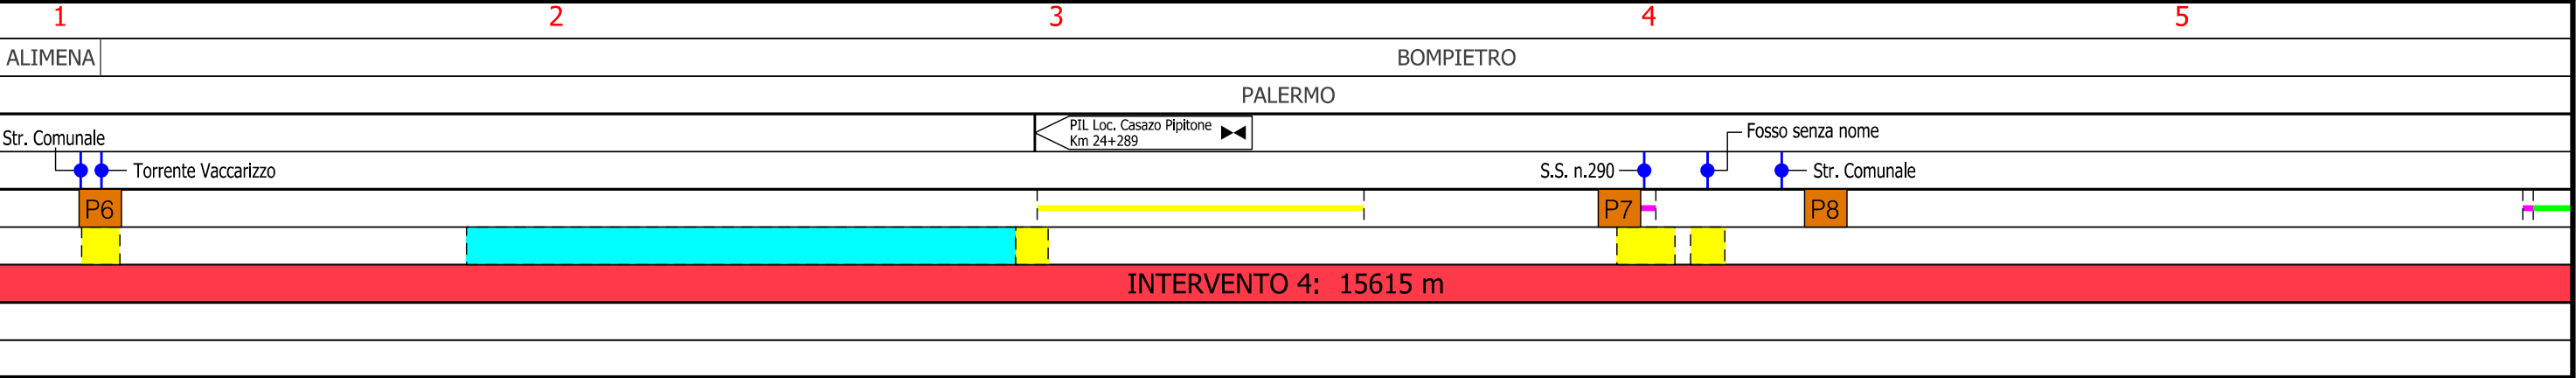 1 2 3 4 5
ALIMENA BOMPIETRO
PALERMO
PIL Loc. Casazo Pipitone
Km 24+289
Str. Comunale
Fosso senza nome
Torrente Vaccarizzo
S.S. n.290
Str. Comunale
P6 P7 P8
INTERVENTO 4: 15615 m